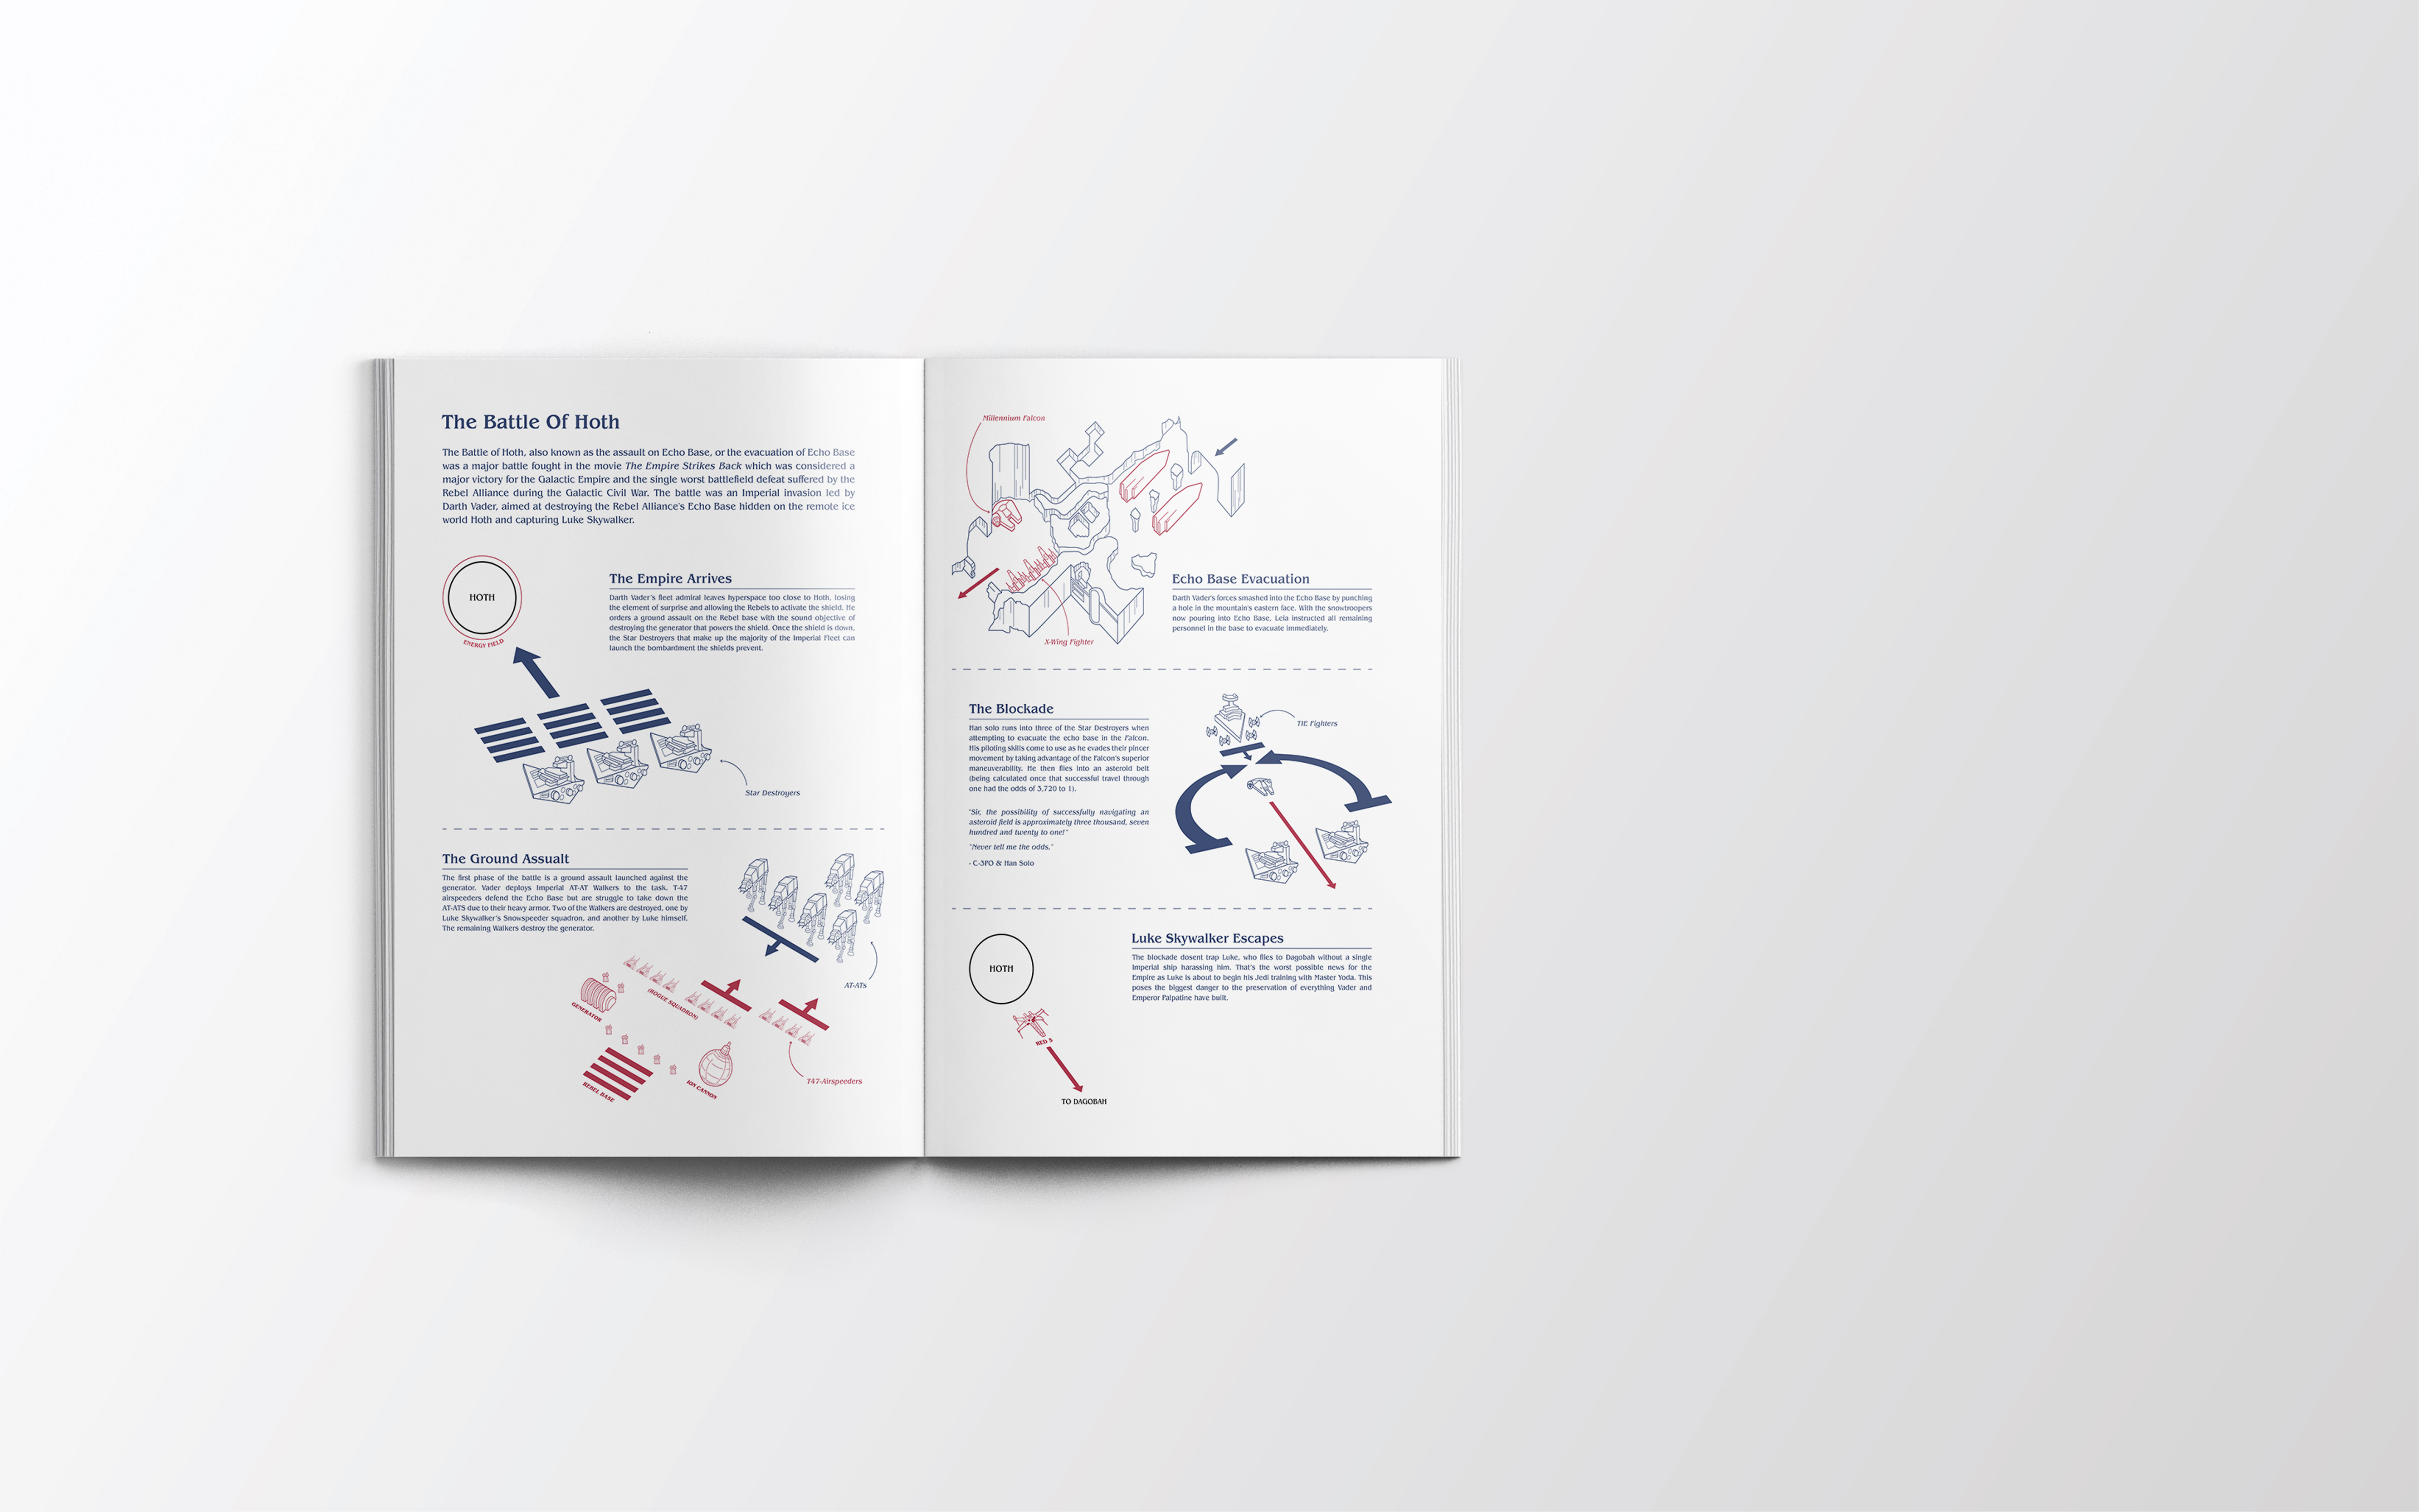 The Battle Of Hoth
The Battle of Hoth, also known as the assault on Echo Base, or the evacuation of Echo Base
was a major battle fought in the movie The Empire Strikes Back which was considered a
major victory for the Galactic Empire and the single worst battlefield defeat suffered by the
Rebel Alliance during the Galactic Civil War. The battle was an Imperial invasion led by
Darth Vader, aimed at destroying the Rebel Alliance's Echo Base hidden on the remote ice
world Hoth and capturing Luke Skywalker.
HOTH
ENERGY FIELD
The Empire Arrives
Darth Vader's fleet admiral leaves hyperspace too close to Hoth, losing
the element of surprise and allowing the Rebels to activate the shield. He
orders a ground assault on the Rebel base with the sound objective of
destroying the generator that powers the shield. Once the shield is down,
the Star Destroyers that make up the majority of the Imperial Fleet can
launch the bombardment the shields prevent.
Star Destroyers
The Ground Assualt
The first phase of the battle is a ground assault launched against the
generator. Vader deploys Imperial AT-AT Walkers to the task. T-47
airspeeders defend the Echo Base but are struggle to take down the
AT-ATS due to their heavy armor. Two of the Walkers are destroyed, one by
Luke Skywalker's Snowspeeder squadron, and another by Luke himself.
The remaining Walkers destroy the generator.
AT-ATs
GENERATOR
(ROGUE SQUADRON)
REBEL BASE
ION CANNON
T47-Airspeeders
Millennium Falcon
X-Wing Fighter
Echo Base Evacuation
Darth Vader's forces smashed into the Echo Base by punching
a hole in the mountain's eastern face. With the snowtroopers
now pouring into Echo Base, Leia instructed all remaining
personnel in the base to evacuate immediately.
The Blockade
Han solo runs into three of the Star Destroyers when
attempting to evacuate the echo base in the Falcon.
His piloting skills come to use as he evades their pincer
movement by taking advantage of the Falcon's superior
maneuverability. He then flies into an asteroid belt
(being calculated once that successful travel through
one had the odds of 3,720 to 1).
"Sir, the possibility of successfully navigating an
asteroid field is approximately three thousand, seven
hundred and twenty to one!"
"Never tell me the odds."
- C-3PO & Han Solo
TIE Fighters
HOTH
RED 5
TO DAGOBAH
Luke Skywalker Escapes
The blockade dosent trap Luke, who flies to Dagobah without a single
Imperial ship harassing him. That's the worst possible news for the
Empire as Luke is about to begin his Jedi training with Master Yoda. This
poses the biggest danger to the preservation of everything Vader and
Emperor Palpatine have built.